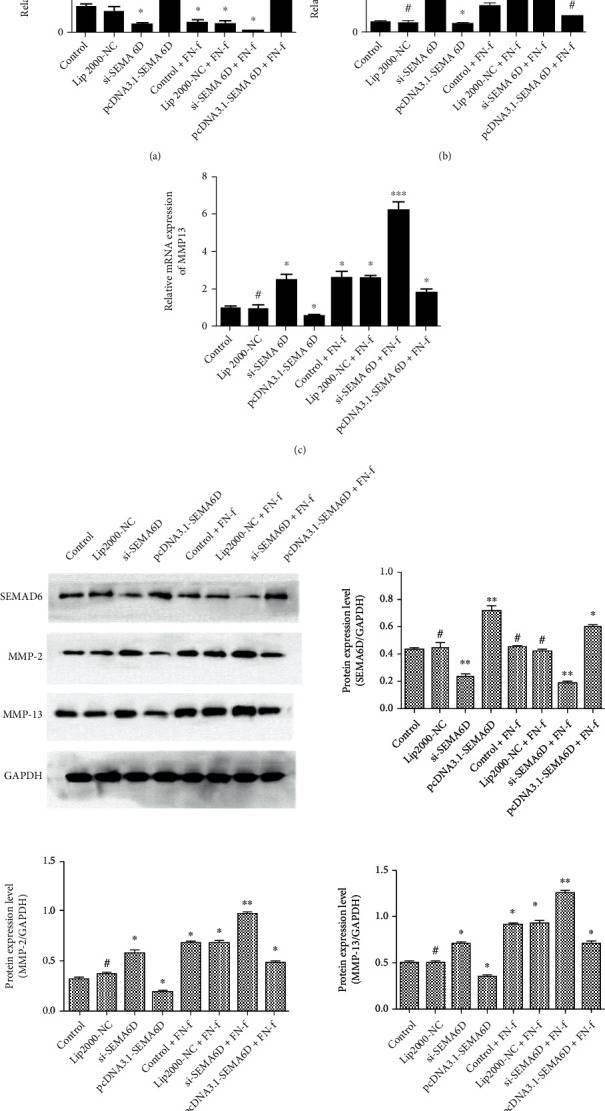 Rela
0
*
*
*
*
Control
Lip 2000-NC
si-SEMA 6D
pcDNA3.1-SEMA 6D
Control + FN-f
Lip 2000-NC + FN-f
si-SEMA 6D + FN-f
pcDNA3.1-SEMA 6D + FN-f
(a)
Rela
0
#
*
#
Control
Lip 2000-NC
si-SEMA 6D
pcDNA3.1-SEMA 6D
Control + FN-f
Lip 2000-NC + FN-f
si-SEMA 6D + FN-f
pcDNA3.1-SEMA 6D + FN-f
(b)
Relative mRNA expression
of MMP13
8
6
4
2
0
#
*
*
*
*
***
*
Control
Lip 2000-NC
si-SEMA 6D
pcDNA3.1-SEMA 6D
Control + FN-f
Lip 2000-NC + FN-f
si-SEMA 6D + FN-f
pcDNA3.1-SEMA 6D + FN-f
(c)
Control
Lip2000-NC
si-SEMA6D
pcDNA3.1-SEMA6D
Control + FN-f
Lip2000-NC + FN-f
si-SEMA6D + FN-f
pcDNA3.1-SEMA6D + FN-f
SEMAD6
MMP-2
MMP-13
GAPDH
Protein expression level
(SEMA6D/GAPDH)
1.0
0.8
0.6
0.4
0.2
0.0
#
**
**
#
#
**
*
Control
Lip2000-NC
si-SEMA6D
pcDNA3.1-SEMA6D
Control + FN-f
Lip2000-NC + FN-f
si-SEMA6D + FN-f
pcDNA3.1-SEMA6D + FN-f
Protein expression level
(MMP-2/GAPDH)
1.5
1.0
0.5
0.0
#
*
*
*
*
**
*
Control
Lip2000-NC
si-SEMA6D
pcDNA3.1-SEMA6D
Control + FN-f
Lip2000-NC + FN-f
si-SEMA6D + FN-f
pcDNA3.1-SEMA6D + FN-f
Protein expression level
(MMP-13/GAPDH)
1.5
1.0
0.5
0.0
#
*
*
*
*
**
*
Control
Lip2000-NC
si-SEMA6D
pcDNA3.1-SEMA6D
Control + FN-f
Lip2000-NC + FN-f
si-SEMA6D + FN-f
pcDNA3.1-SEMA6D + FN-f